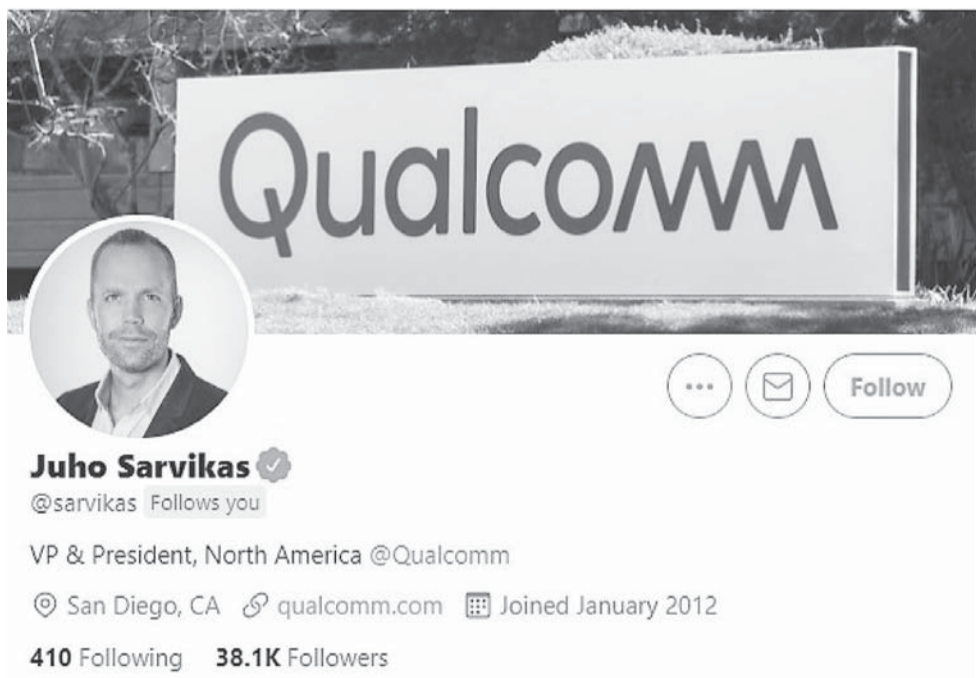 Qualcomm
Follow
Juho Sarvikas
@sarvikas Follows you
VP & President, North America @Qualcomm
San Diego, CA qualcomm.com Joined January 2012
410 Following 38.1K Followers